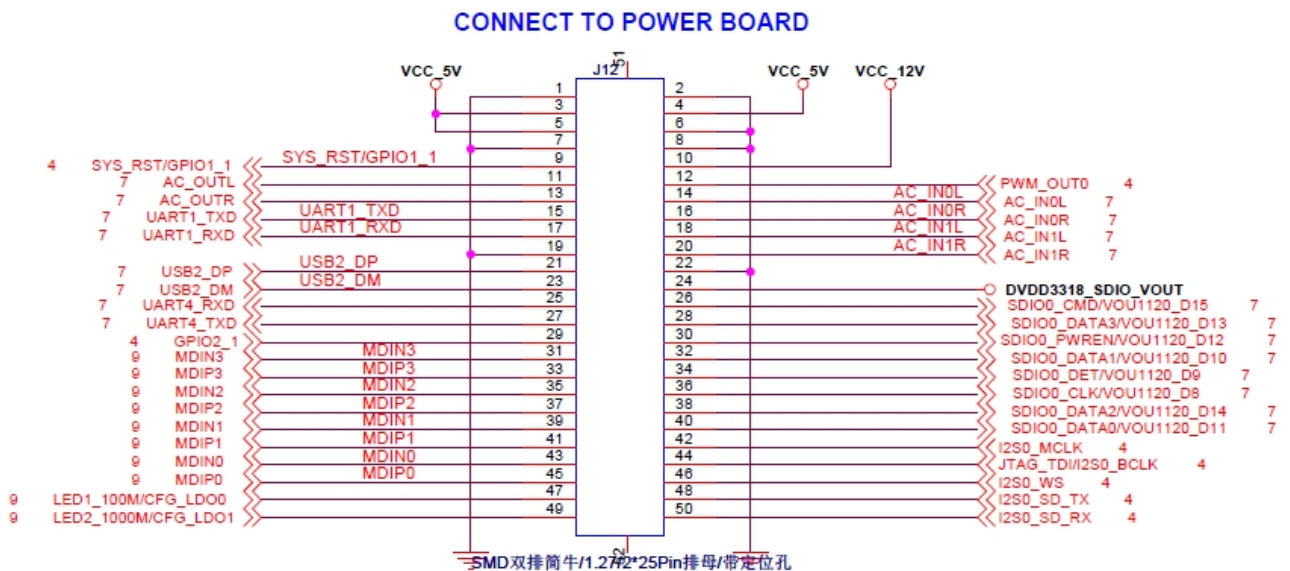 CONNECT TO POWER BOARD
VCC_5V J12 51 VCC_5V VCC_12V
1 2
3 4
5 6
7 8
4 SYS_RST/GPIO1_1 SYS_RST/GPIO1_1 9 10
7 AC_OUTL 11 12 PWM_OUT0 4
7 AC_OUTR 13 14 AC_IN0L AC_IN0L 7
7 UART1_TXD UART1_TXD 15 16 AC_IN0R AC_IN0R 7
7 UART1_RXD UART1_RXD 17 18 AC_IN1L AC_IN1L 7
19 20 AC_IN1R AC_IN1R 7
7 USB2_DP USB2_DP 21 22
7 USB2_DM USB2_DM 23 24 DVDD3318_SDIO_VOUT
7 UART4_RXD 25 26 SDIO0_CMD/VOU1120_D15 7
7 UART4_TXD 27 28 SDIO0_DATA3/VOU1120_D13 7
4 GPIO2_1 29 30 SDIO0_PWREN/VOU1120_D12 7
9 MDIN3 MDIN3 31 32 SDIO0_DATA1/VOU1120_D10 7
9 MDIP3 MDIP3 33 34 SDIO0_DET/VOU1120_D9 7
9 MDIN2 MDIN2 35 36 SDIO0_CLK/VOU1120_D8 7
9 MDIP2 MDIP2 37 38 SDIO0_DATA2/VOU1120_D14 7
9 MDIN1 MDIN1 39 40 SDIO0_DATA0/VOU1120_D11 7
9 MDIP1 MDIP1 41 42 I2S0_MCLK 4
9 MDIN0 MDIN0 43 44 JTAG_TDI/I2S0_BCLK 4
9 MDIP0 MDIP0 45 46 I2S0_WS 4
9 LED1_100M/CFG_LDO0 47 48 I2S0_SD_TX 4
9 LED2_1000M/CFG_LDO1 49 50 I2S0_SD_RX 4
52
SMD双排简牛/1.27/2*25Pin排母/带定位孔